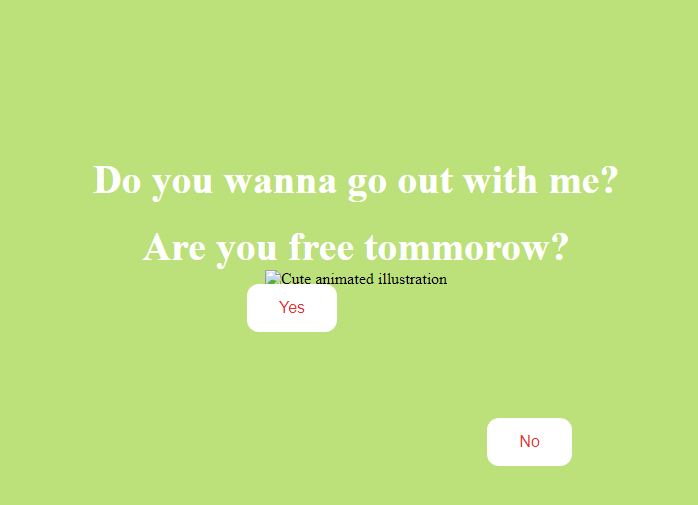 Do you wanna go out with me?
Are you free tommorow?
Cute animated illustration
Yes
No